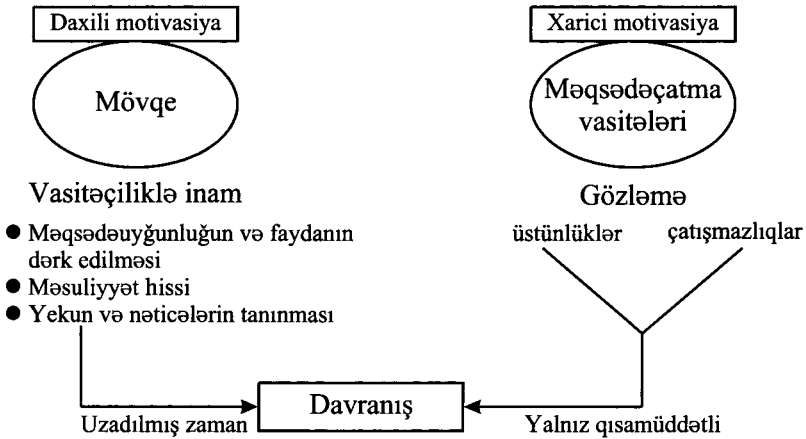 Daxili motivasiya
Mövqe
Vasitəçiliklə inam
● Məqsədəuyğunluğun və faydanın
dərk edilməsi
● Məsuliyyət hissi
● Yekun və nəticələrin tanınması
Uzadılmış zaman
Xarici motivasiya
Məqsədəçatma
vasitələri
Gözləmə
üstünlüklər
çatışmazlıqlar
Davranış
Yalnız qısamüddətli